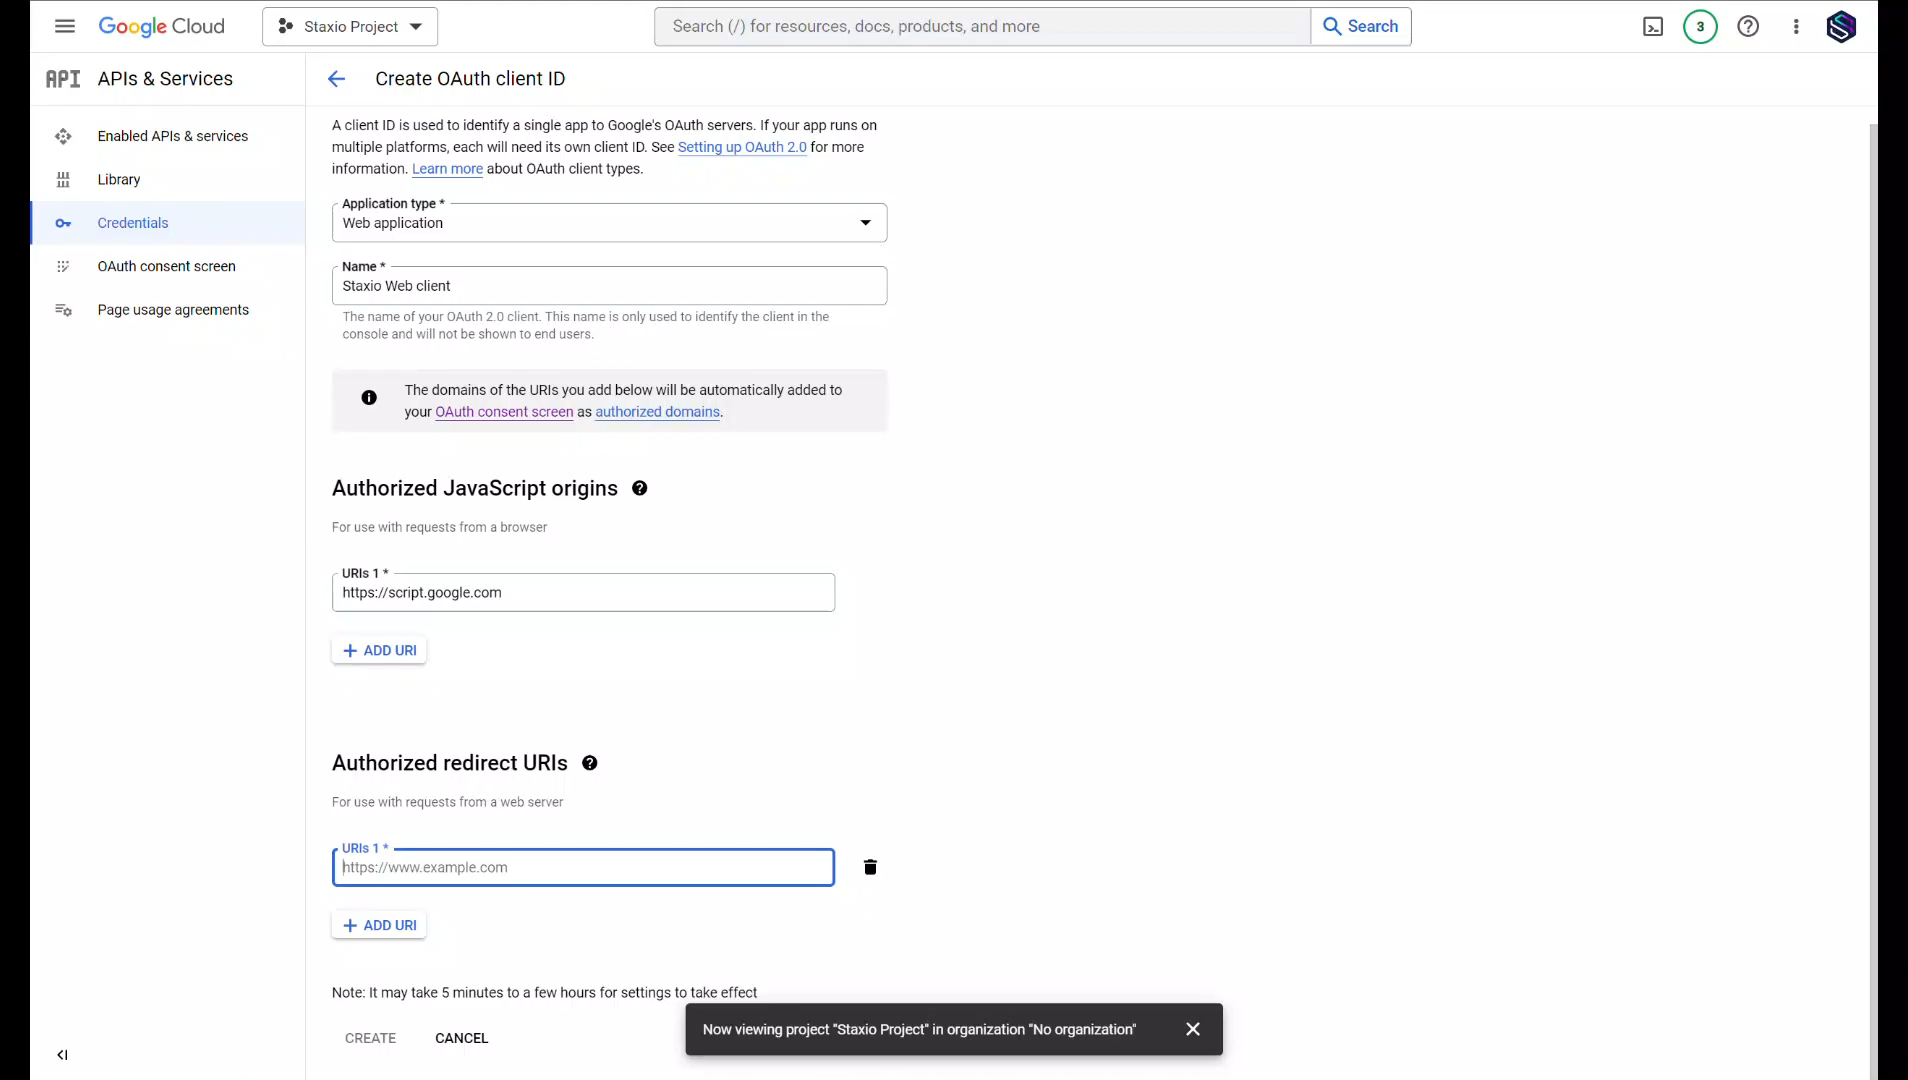 Google Cloud
Staxio Project
Search (/) for resources, docs, products, and more
Search
3
API APIs & Services
Create OAuth client ID
Enabled APIs & services
Library
Credentials
OAuth consent screen
Page usage agreements
A client ID is used to identify a single app to Google's OAuth servers. If your app runs on
multiple platforms, each will need its own client ID. See Setting up OAuth 2.0 for more
information. Learn more about OAuth client types.
Application type *
Web application
Name *
Staxio Web client
The name of your OAuth 2.0 client. This name is only used to identify the client in the
console and will not be shown to end users.
The domains of the URIs you add below will be automatically added to
your OAuth consent screen as authorized domains.
Authorized JavaScript origins
For use with requests from a browser
URIs 1 *
https://script.google.com
ADD URI
Authorized redirect URIs
For use with requests from a web server
URIs 1 *
https://www.example.com
ADD URI
Note: It may take 5 minutes to a few hours for settings to take effect
CREATE
CANCEL
Now viewing project "Staxio Project" in organization "No organization"